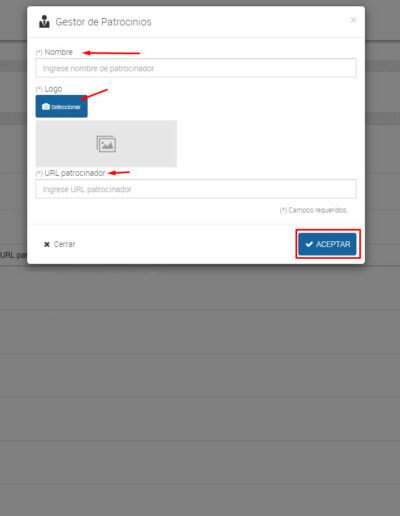 Gestor de Patrocinios
×
(*) Nombre
Ingrese nombre de patrocinador
(*) Logo
Seleccionar
(*) URL patrocinador
Ingrese URL patrocinador
(*) Campos requeridos.
Cerrar
ACEPTAR
URL pat